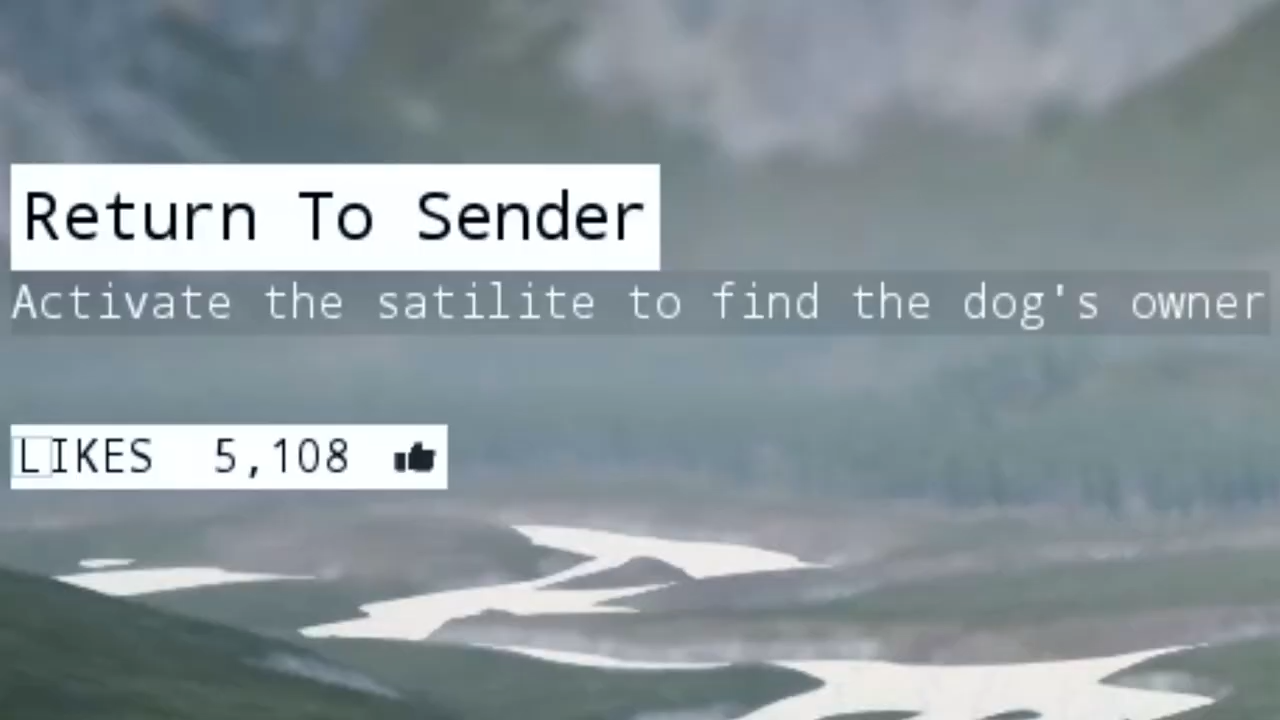 Return To Sender
Activate the satilite to find the dog's owner
LIKES 5,108